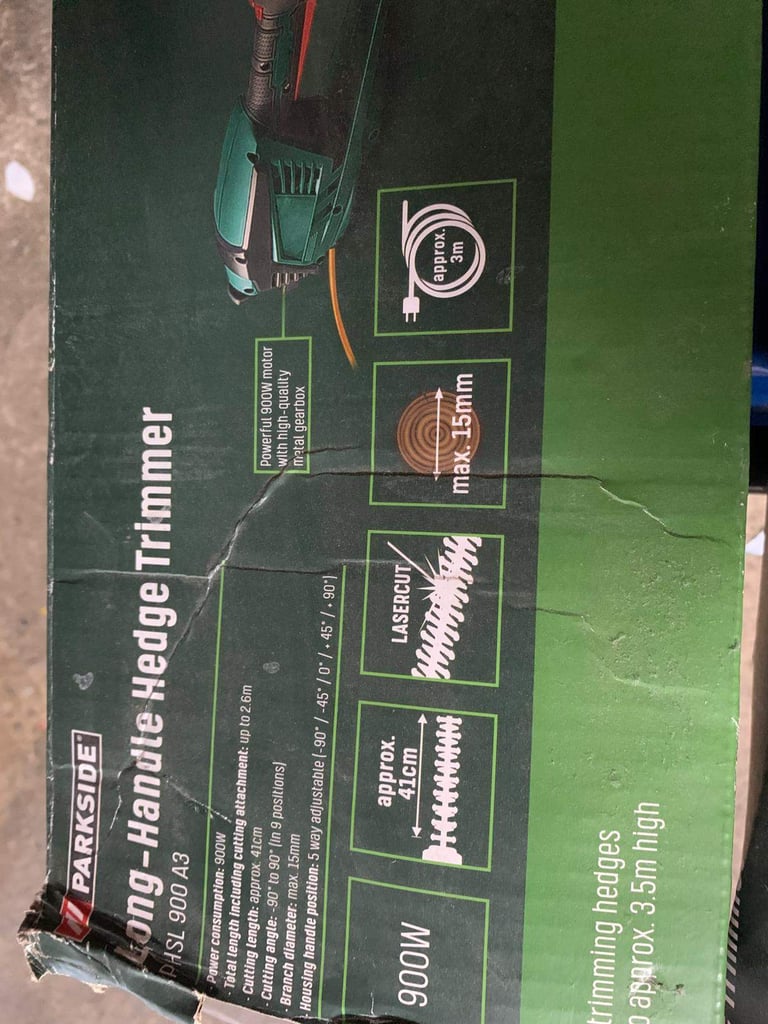 PARKSIDE®
Long-Handle Hedge Trimmer
PHSL 900 A3
· Power consumption: 900W
· Total length including cutting attachment: up to 2.6m
· Cutting length: approx. 41cm
· Cutting angle: -90° to 90° (in 9 positions)
· Branch diameter: max. 15mm
· Housing handle position: 5 way adjustable (-90° / -45° / 0° / + 45° / + 90°)
Powerful 900W motor
with high-quality
metal gearbox
900W
approx.
41cm
LASERCUT
max. 15mm
approx.
3m
trimming hedges
approx. 3.5m high